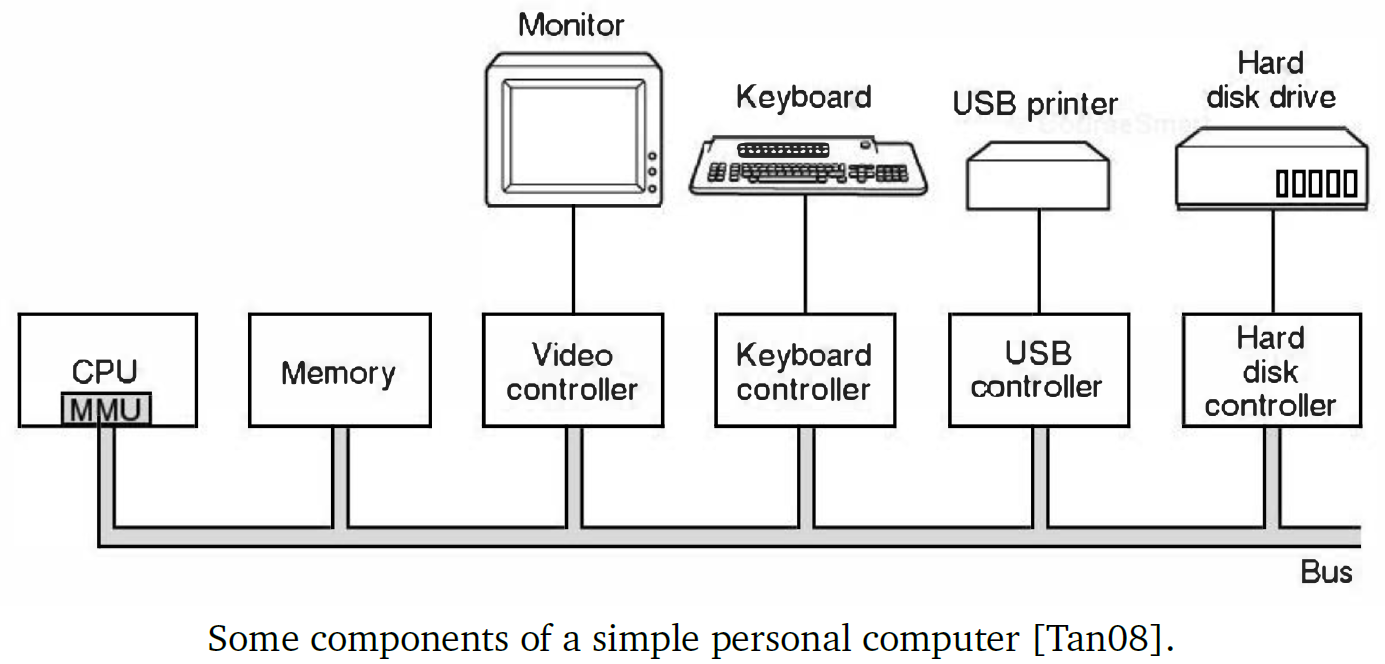 Monitor
Keyboard
USB printer
Hard
disk drive
CourseSmart
CPU
MMU
Memory
Video
controller
Keyboard
controller
USB
controller
Hard
disk
controller
Bus
Some components of a simple personal computer [Tan08].